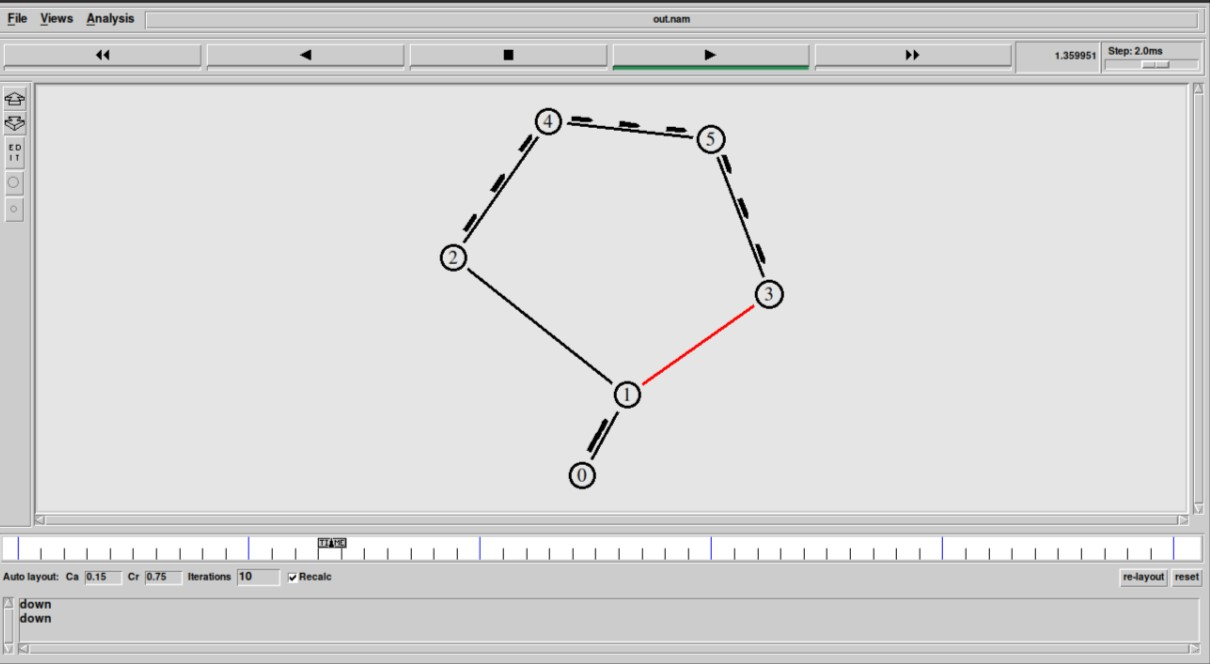 File Views Analysis out.nam
1.359951 Step: 2.0ms
ED
IT
4
5
2
3
1
0
TIME
Auto layout: Ca 0.15 Cr 0.75 Iterations 10 Recalc re-layout reset
down
down